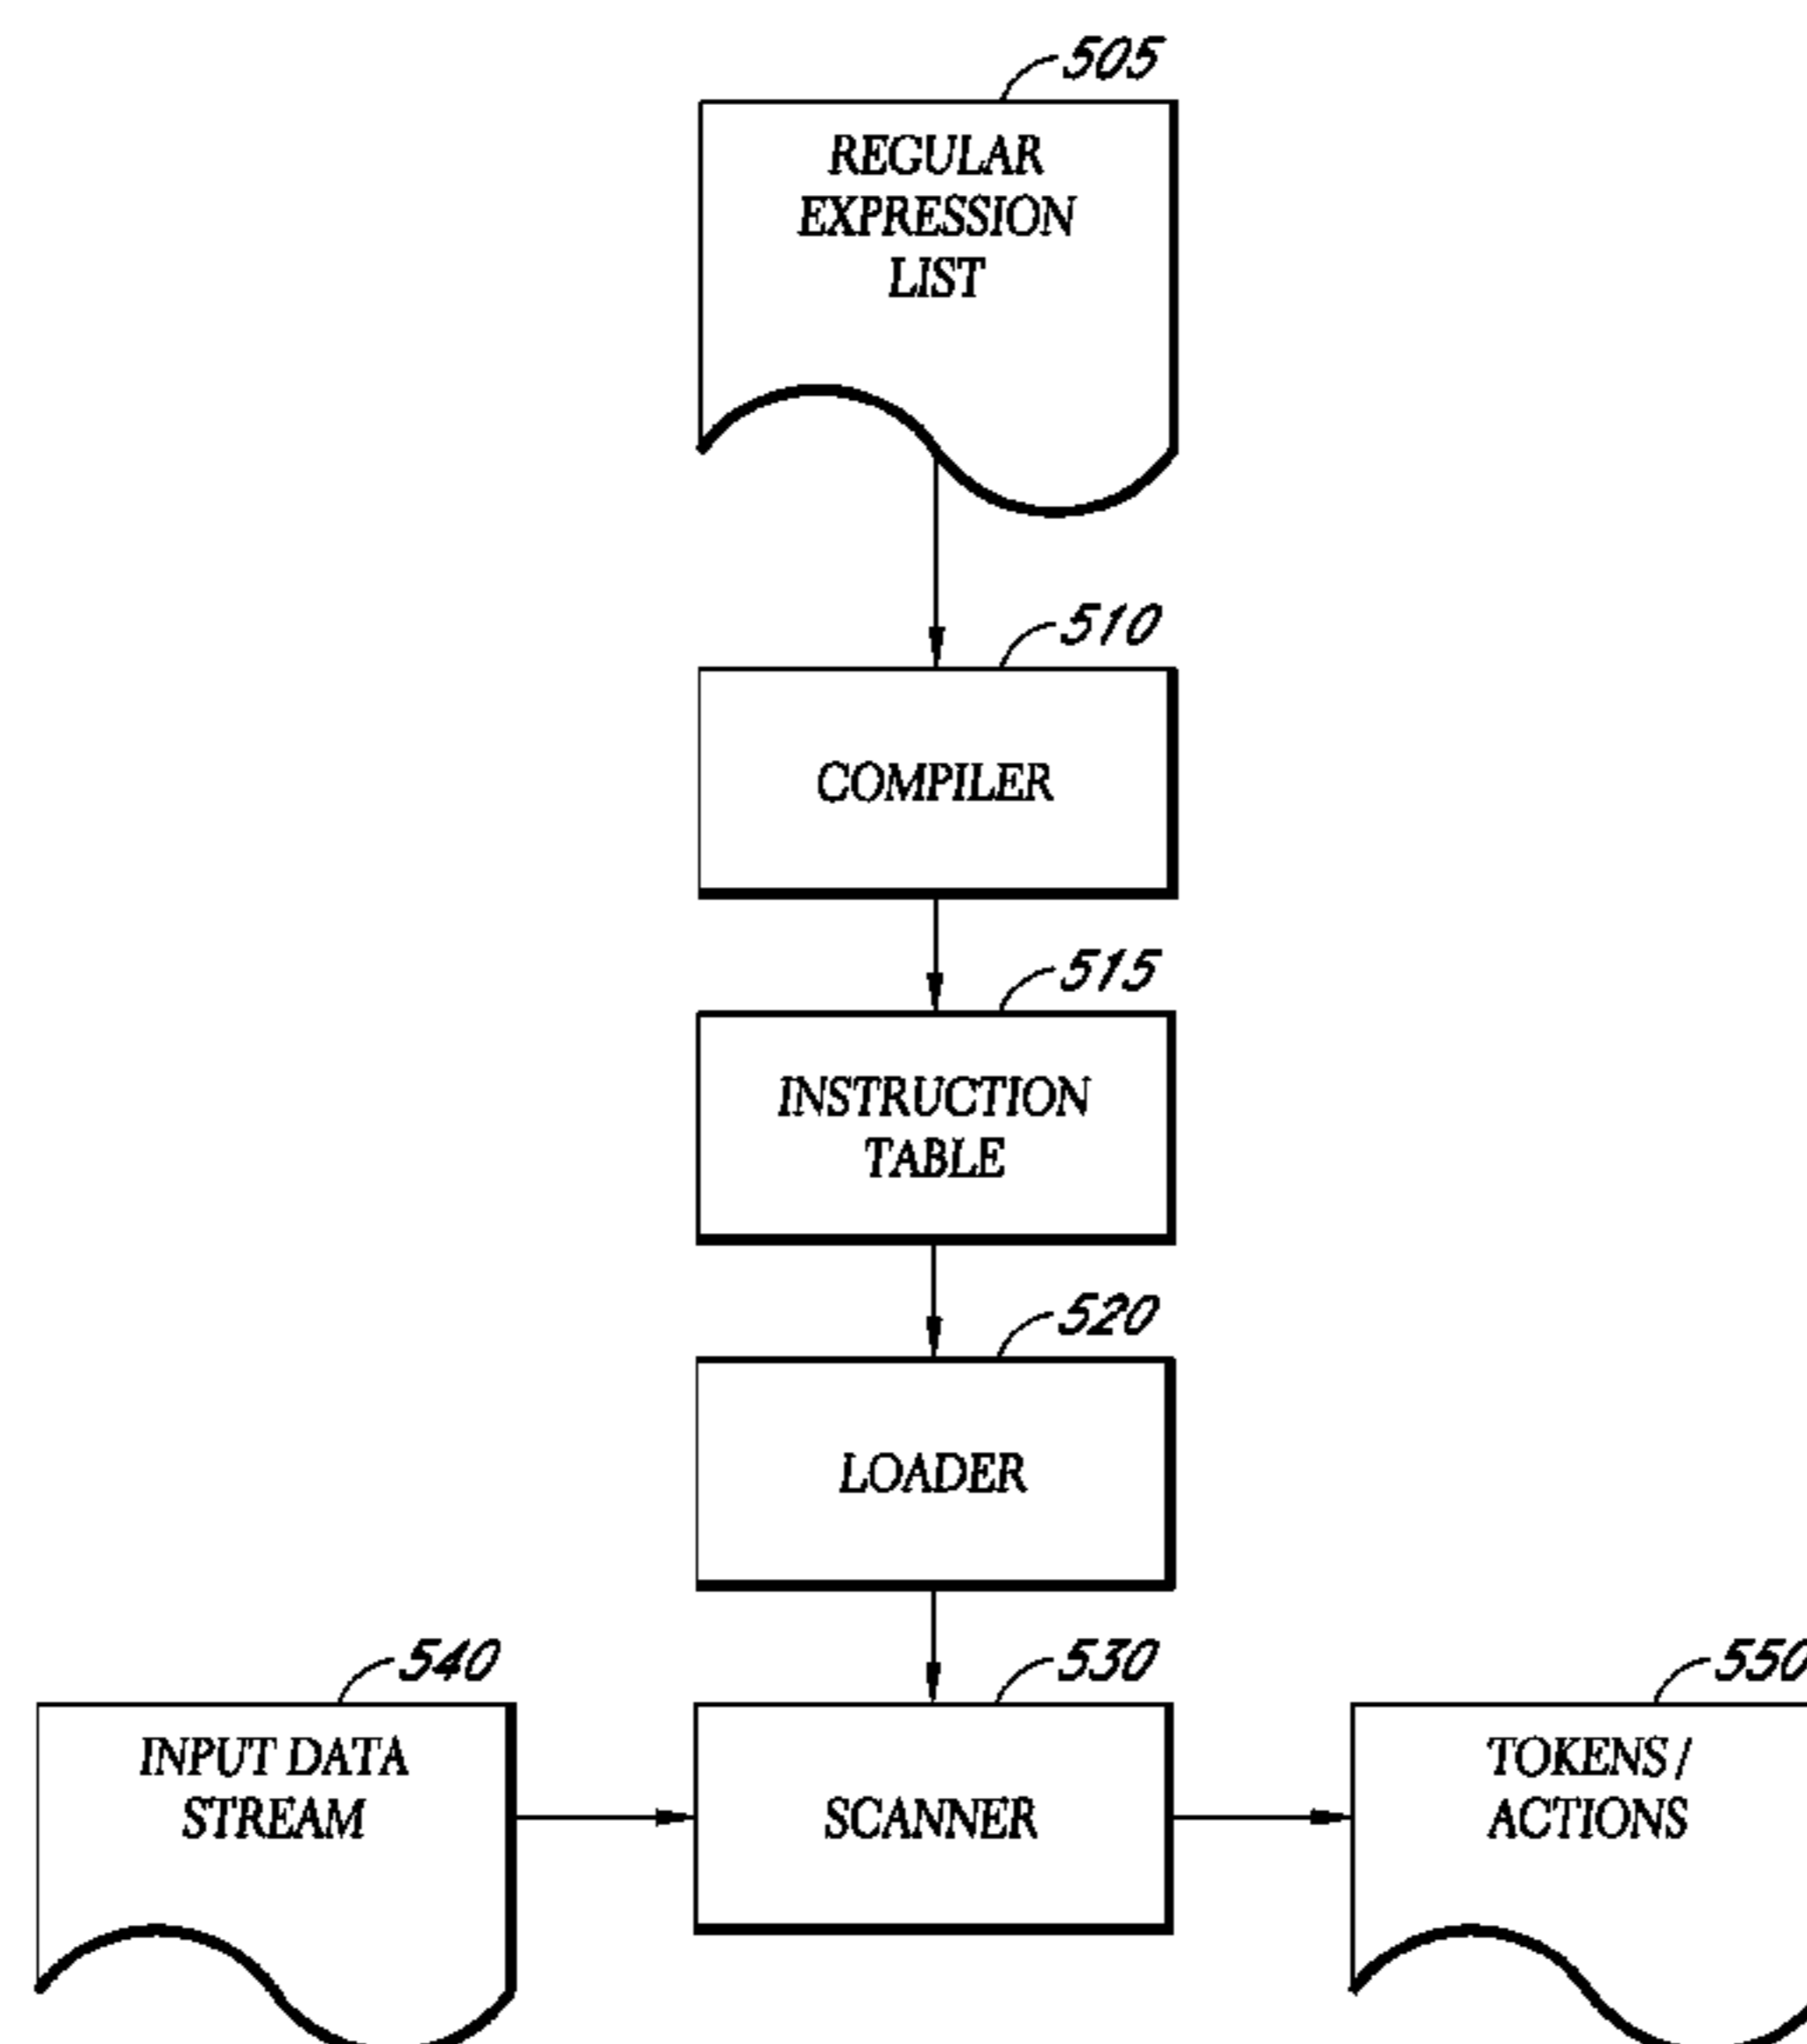 505
REGULAR
EXPRESSION
LIST
510
COMPILER
515
INSTRUCTION
TABLE
520
LOADER
540
530
550
INPUT DATA
STREAM
SCANNER
TOKENS/
ACTIONS